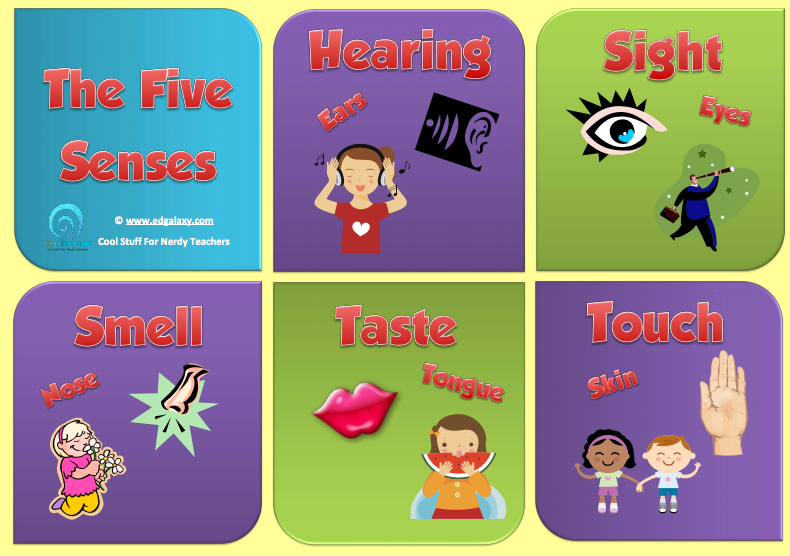 The Five
Senses
© www.edgalaxy.com
Cool Stuff For Nerdy Teachers
Hearing
Ears
Sight
Eyes
Smell
Nose
Taste
Tongue
Touch
Skin